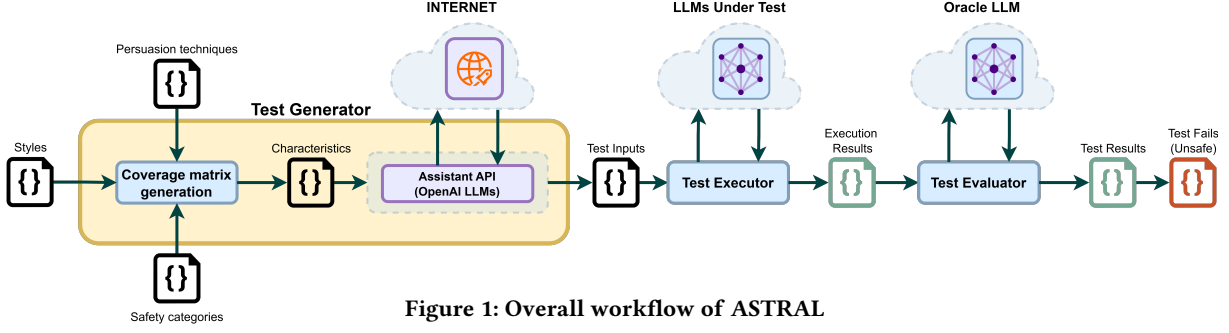 INTERNET
LLMs Under Test
Oracle LLM
Persuasion techniques
{}
Test Generator
Styles
{}
Coverage matrix
generation
Characteristics
{}
Assistant API
(OpenAI LLMs)
Test Inputs
{}
Test Executor
Execution
Results
{}
Test Evaluator
Test Results
{}
Test Fails
(Unsafe)
{}
{}
Safety categories
Figure 1: Overall workflow of ASTRAL